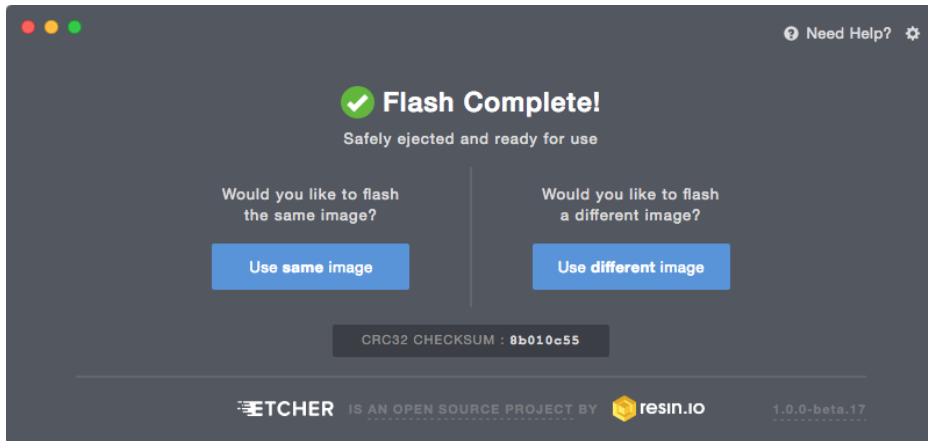 Need Help?
Flash Complete!
Safely ejected and ready for use
Would you like to flash
the same image?
Use same image
Would you like to flash
a different image?
Use different image
CRC32 CHECKSUM : 8b010c55
ETCHER IS AN OPEN SOURCE PROJECT BY resin.io 1.0.0-beta.17